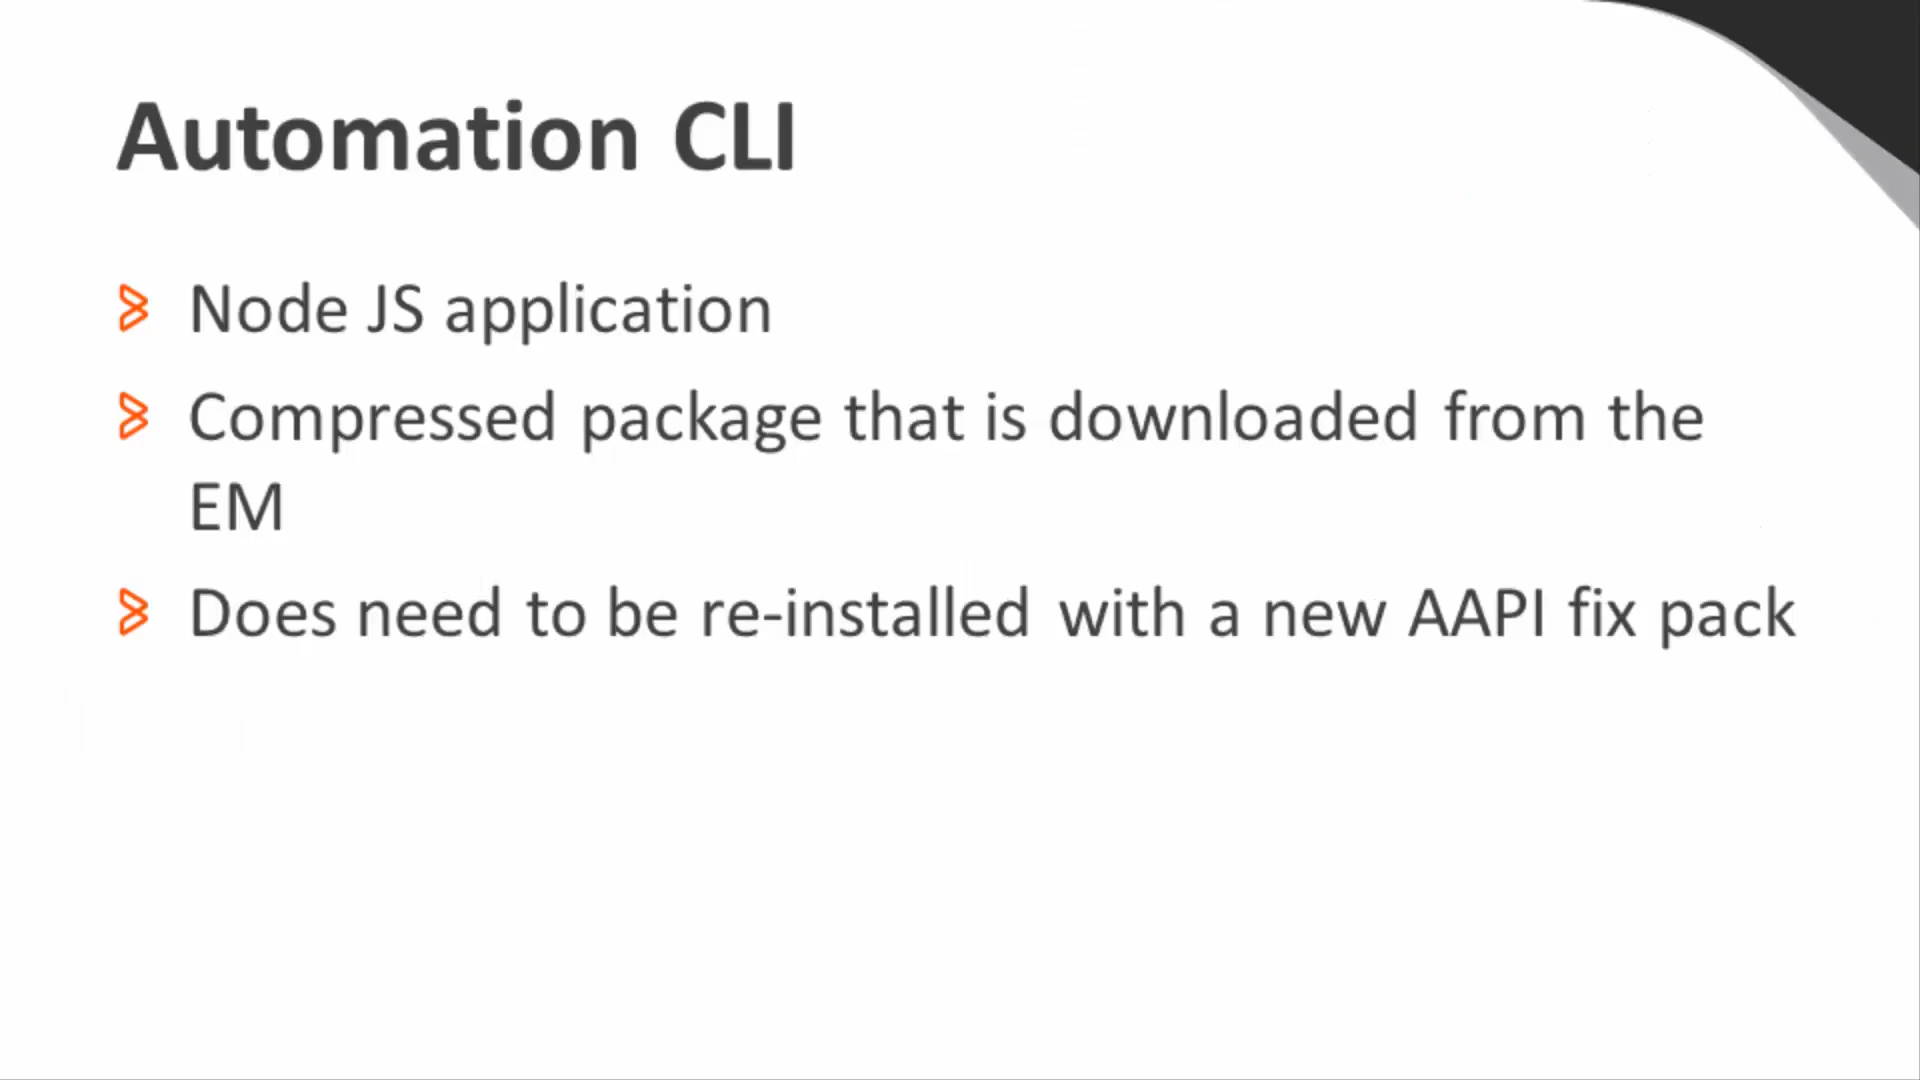 Automation CLI
Node JS application
Compressed package that is downloaded from the
EM
Does need to be re-installed with a new AAPI fix pack